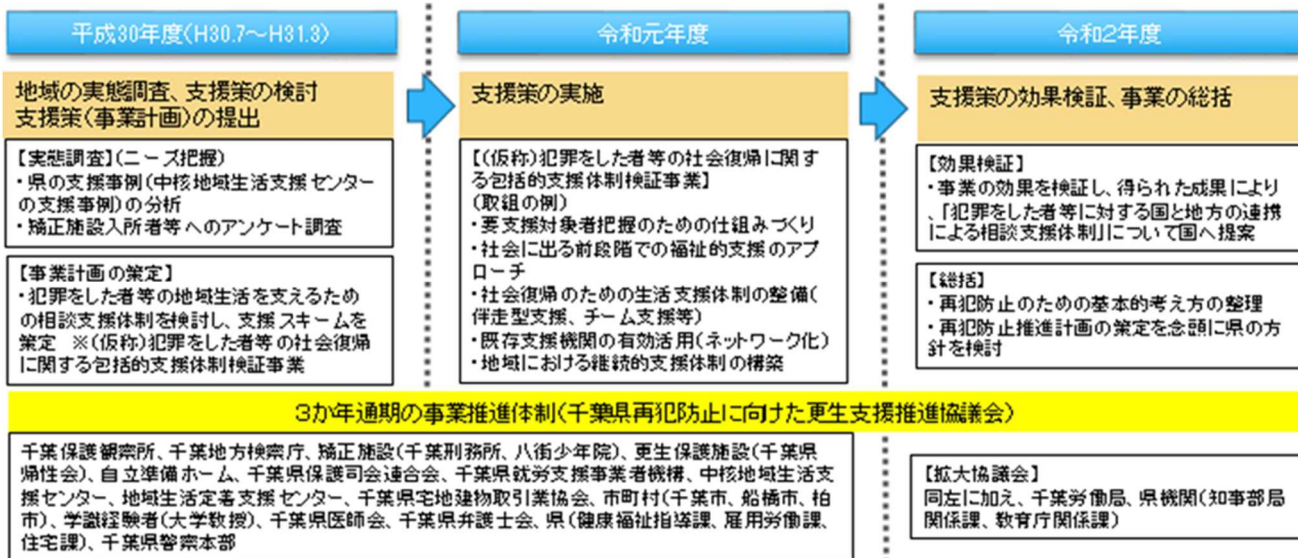 平成30年度(H30.7～H31.3)
地域の実態調査、支援策の検討
支援策(事業計画)の提出
【実態調査】(ニーズ把握)
・県の支援事例(中核地域生活支援センター
の支援事例)の分析
・矯正施設入所者等へのアンケート調査
【事業計画の策定】
・犯罪をした者等の地域生活を支えるため
の相談支援体制を検討し、支援スキームを
策定　※(仮称)犯罪をした者等の社会復帰
に関する包括的支援体制検証事業
令和元年度
支援策の実施
【(仮称)犯罪をした者等の社会復帰に関す
る包括的支援体制検証事業】
(取組の例)
・要支援対象者把握のための仕組みづくり
・社会に出る前段階での福祉的支援のアプ
ローチ
・社会復帰のための生活支援体制の整備(
伴走型支援、チーム支援等)
・既存支援機関の有効活用(ネットワーク化)
・地域における継続的支援体制の構築
令和2年度
支援策の効果検証、事業の総括
【効果検証】
・事業の効果を検証し、得られた成果により
、「犯罪をした者等に対する国と地方の連携
による相談支援体制」について国へ提案
【総括】
・再犯防止のための基本的考え方の整理
・再犯防止推進計画の策定を念頭に県の方
針を検討
3か年通期の事業推進体制(千葉県再犯防止に向けた更生支援推進協議会)
千葉保護観察所、千葉地方検察庁、矯正施設(千葉刑務所、八街少年院)、更生保護施設(千葉県
帰性会)、自立準備ホーム、千葉県保護司会連合会、千葉県就労支援事業者機構、中核地域生活支
援センター、地域生活定着支援センター、千葉県宅地建物取引業協会、市町村(千葉市、船橋市、柏
市)、学識経験者(大学教授)、千葉県医師会、千葉県弁護士会、県(健康福祉指導課、雇用労働課、
住宅課)、千葉県警察本部
【拡大協議会】
同左に加え、千葉労働局、県機関(知事部局
関係課、教育庁関係課)